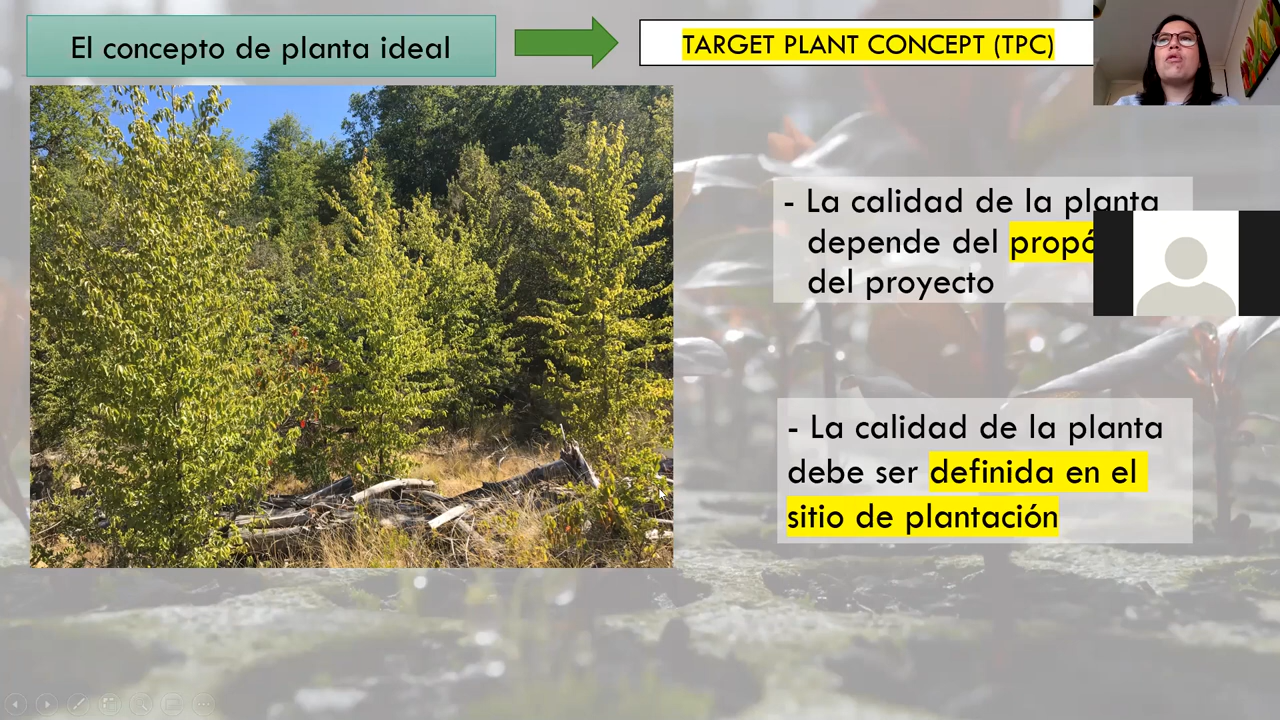 El concepto de planta ideal
TARGET PLANT CONCEPT (TPC)
- La calidad de la planta
depende del
del proyecto
- La calidad de la planta
debe ser definida en el
sitio de plantación